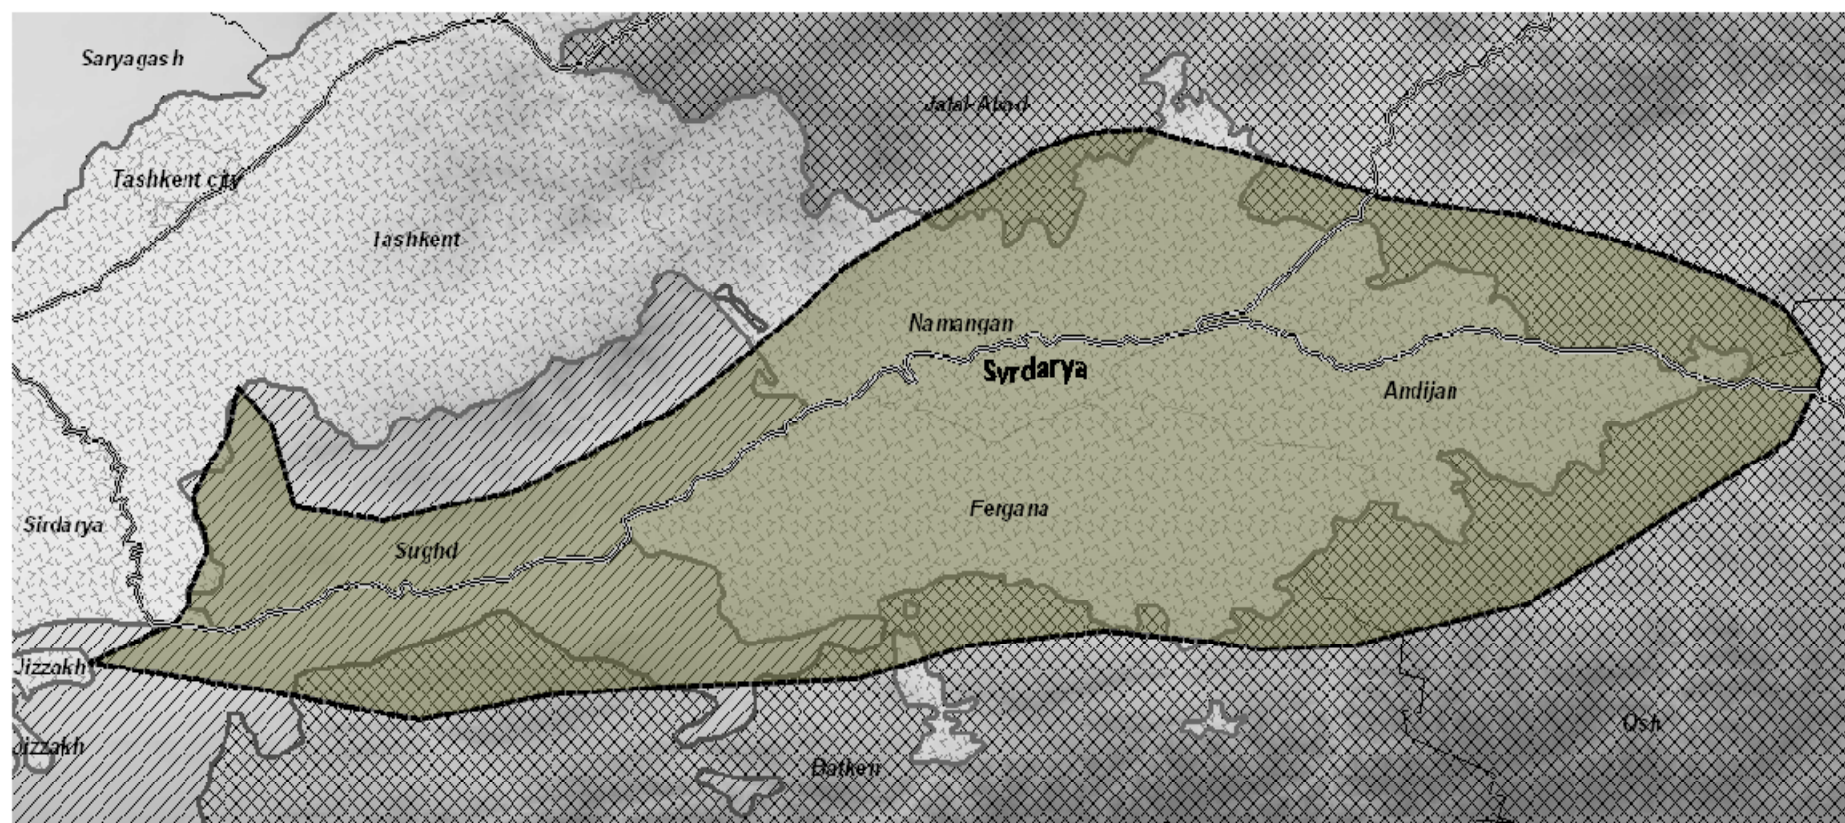 Saryagash
Jalal-Abad
Tashkent city
Tashkent
Namangan
Syrdarya
Andijan
Fergana
Sirdarya
Sughd
Jizzakh
Osh
Jizzakh
Batken